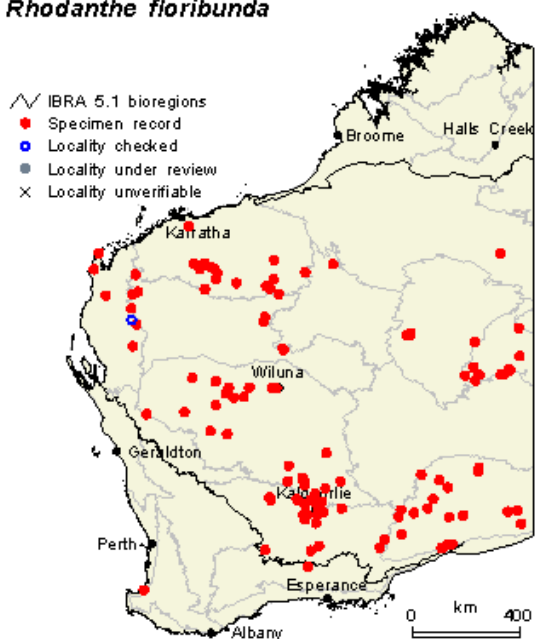 Rhodanthe floribunda
IBRA 5.1 bioregions
Specimen record
Locality checked
Locality under review
Locality unverifiable
Broome
Halls Creek
Karratha
Wiluna
Geraldton
Kalgoorlie
Perth
Esperance
Albany
km
0 400